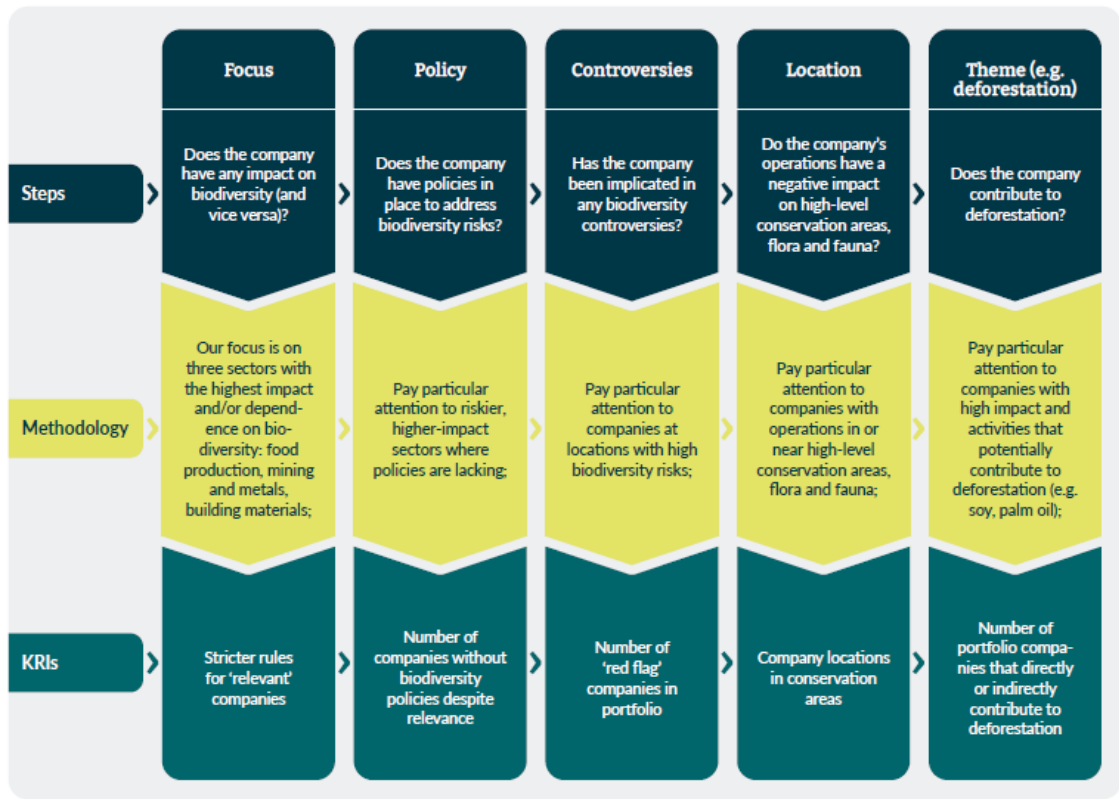 Focus
Policy
Controversies
Location
Theme (e.g.
deforestation)
Steps
Does the company
have any impact on
biodiversity (and
vice versa)?
Does the company
have policies in
place to address
biodiversity risks?
Has the company
been implicated in
any biodiversity
controversies?
Do the company's
operations have a
negative impact
on high-level
conservation areas,
flora and fauna?
Does the company
contribute to
deforestation?
Methodology
Our focus is on
three sectors with
the highest impact
and/or depend-
ence on bio-
diversity: food
production, mining
and metals,
building materials;
Pay particular
attention to riskier,
higher-impact
sectors where
policies are lacking;
Pay particular
attention to
companies at
locations with high
biodiversity risks;
Pay particular
attention to
companies with
operations in or
near high-level
conservation areas,
flora and fauna;
Pay particular
attention to
companies with
high impact and
activities that
potentially
contribute to
deforestation (e.g.
soy, palm oil);
KRIs
Stricter rules
for 'relevant'
companies
Number of
companies without
biodiversity
policies despite
relevance
Number of
'red flag'
companies in
portfolio
Company locations
in conservation
areas
Number of
portfolio compa-
nies that directly
or indirectly
contribute to
deforestation